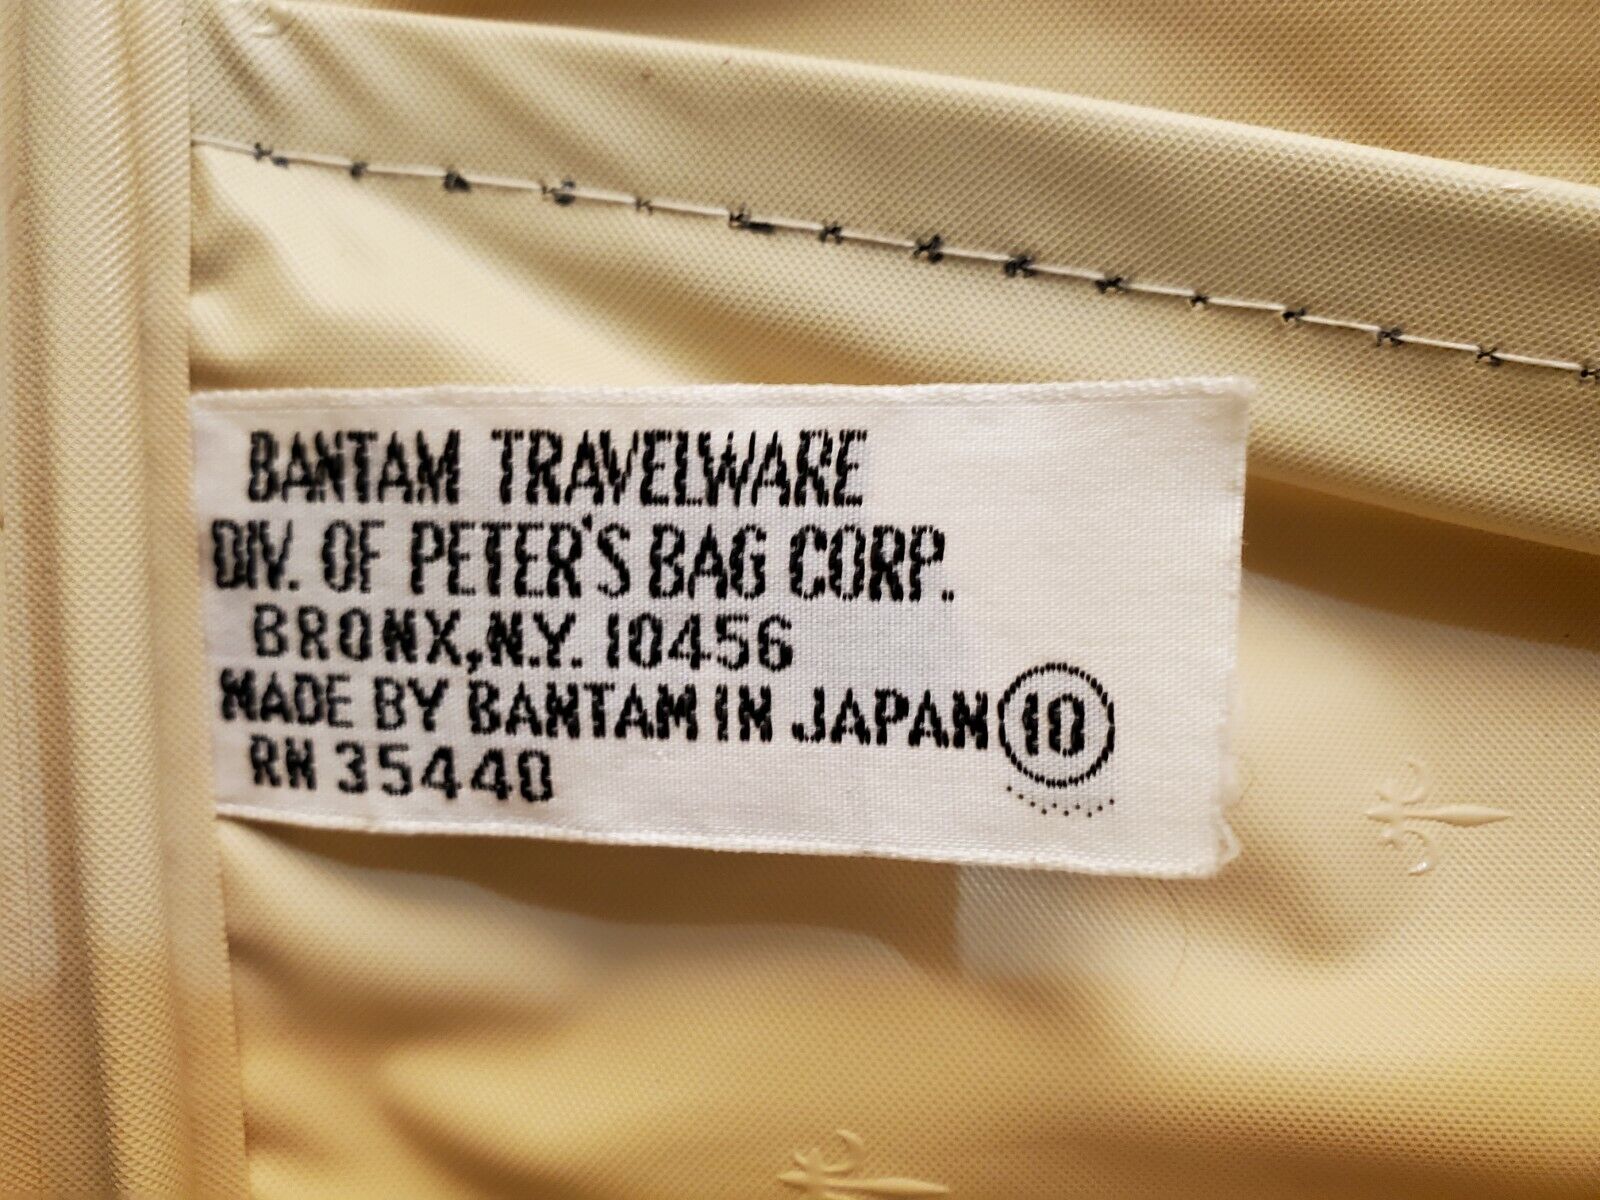 BANTAM TRAVELWARE
DIV. OF PETER'S BAG CORP.
BRONX, N.Y. 10456
MADE BY BANTAM IN JAPAN 10
RN 35440